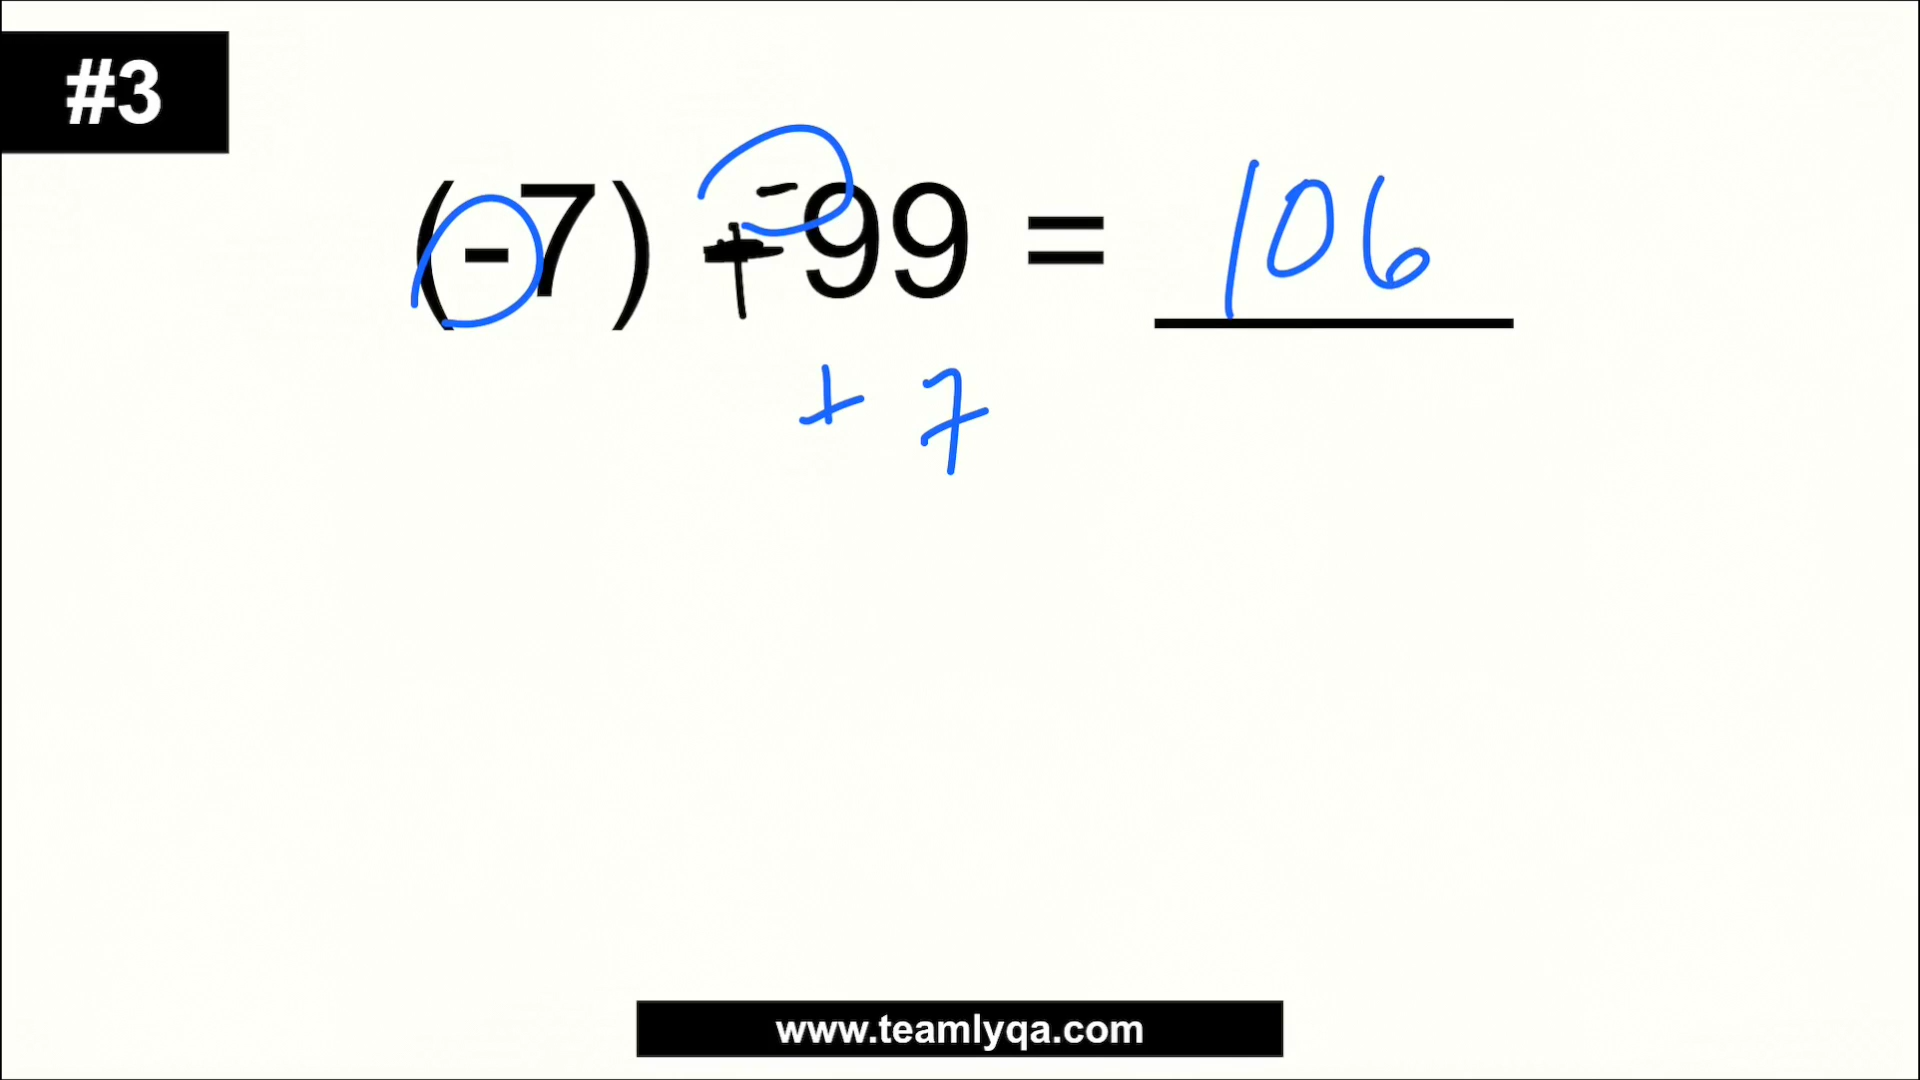 #3
(-7) + -99 = 106
+ 7
www.teamlyqa.com